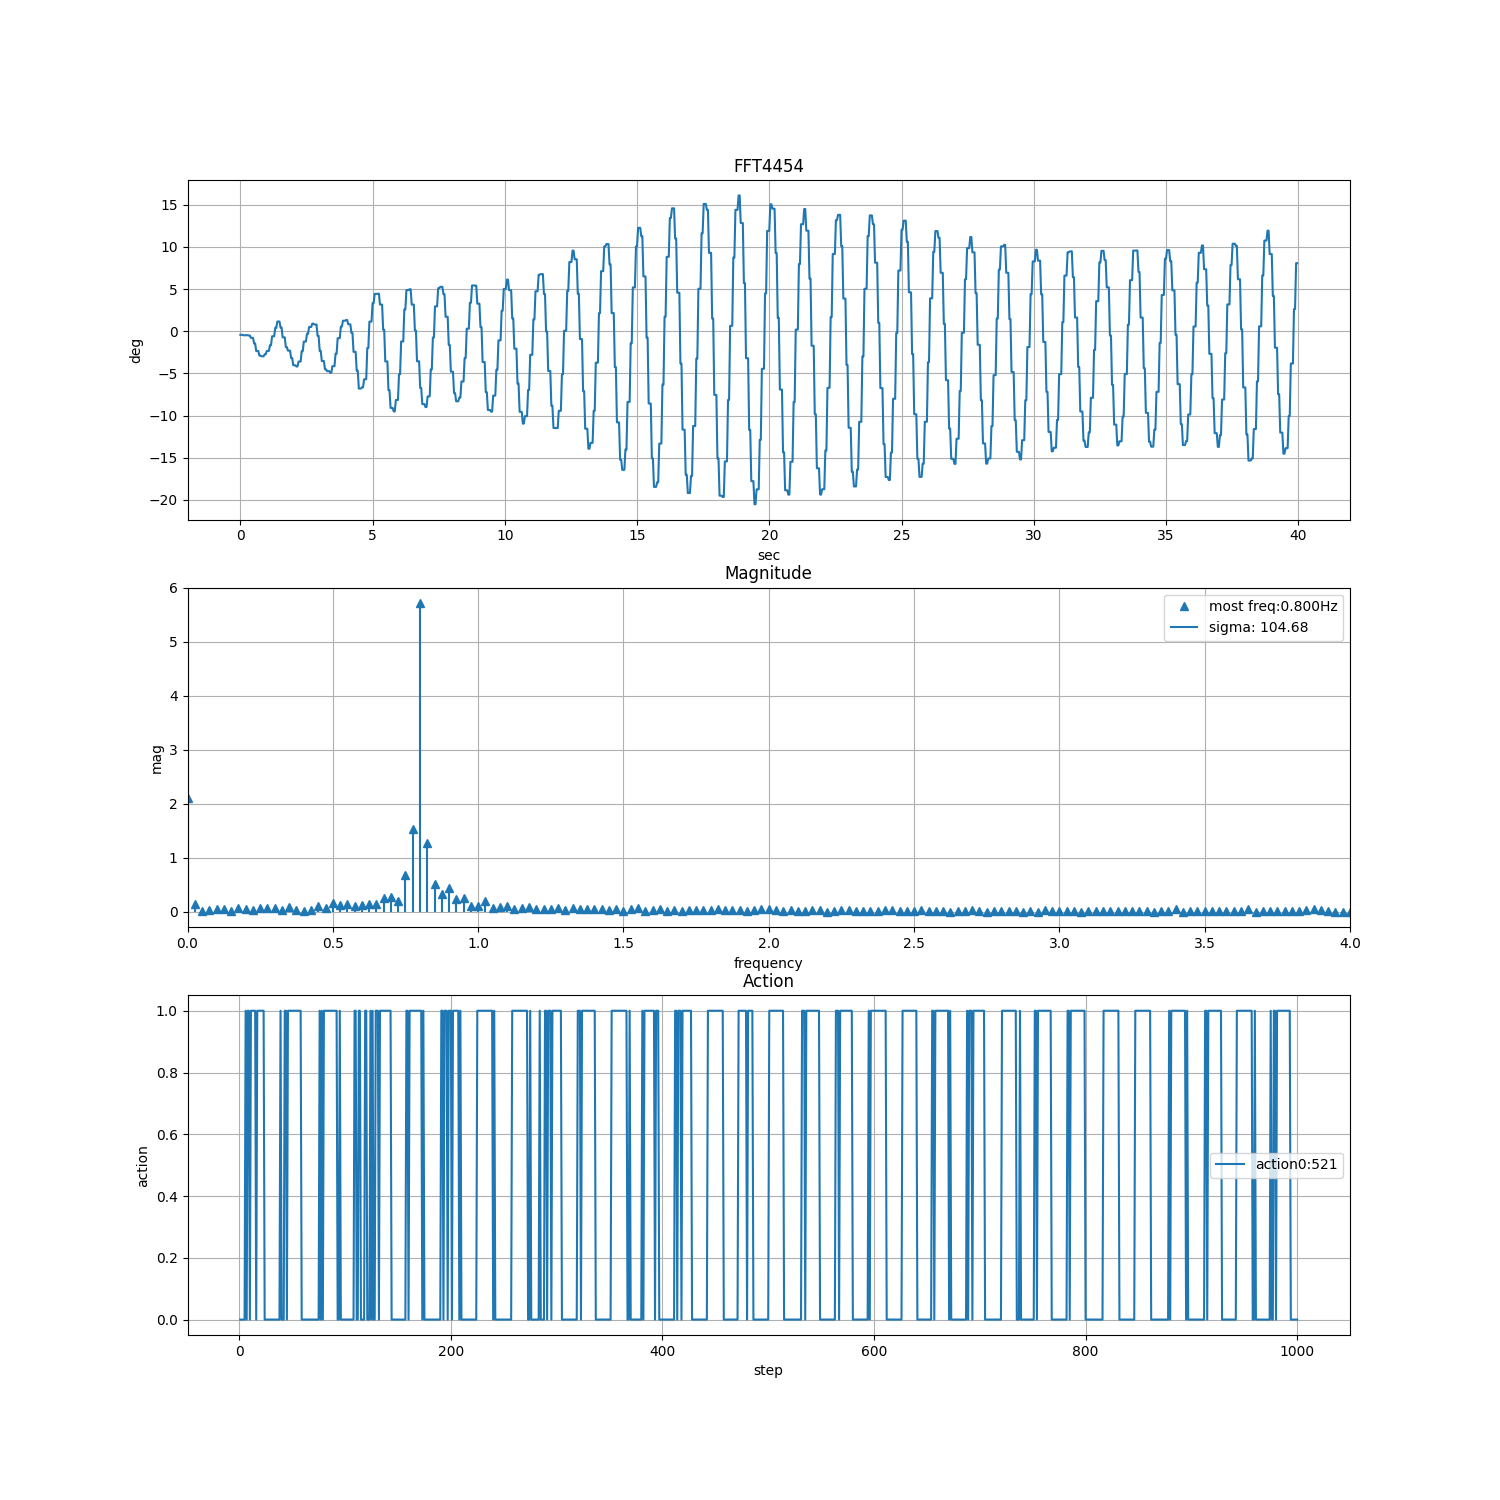 FFT4454
15
10
5
0
−5
−10
−15
−20
deg
0 5 10 15 20 25 30 35 40
sec
Magnitude
6
5
4
3
2
1
0
mag
most freq:0.800Hz
sigma: 104.68
0.0 0.5 1.0 1.5 2.0 2.5 3.0 3.5 4.0
frequency
Action
1.0
0.8
0.6
0.4
0.2
0.0
action
action0:521
0 200 400 600 800 1000
step